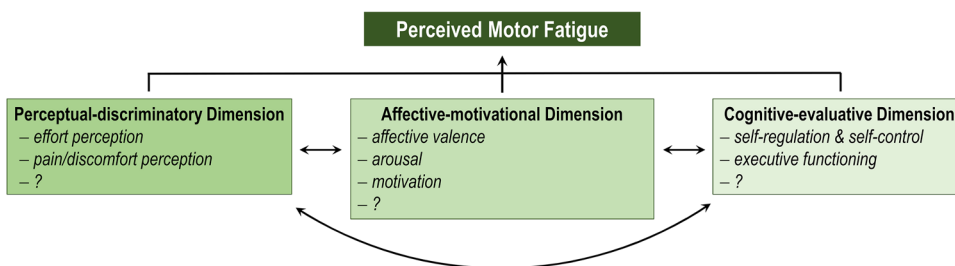 Perceived Motor Fatigue
Perceptual-discriminatory Dimension
– effort perception
– pain/discomfort perception
– ?
Affective-motivational Dimension
– affective valence
– arousal
– motivation
– ?
Cognitive-evaluative Dimension
– self-regulation & self-control
– executive functioning
– ?